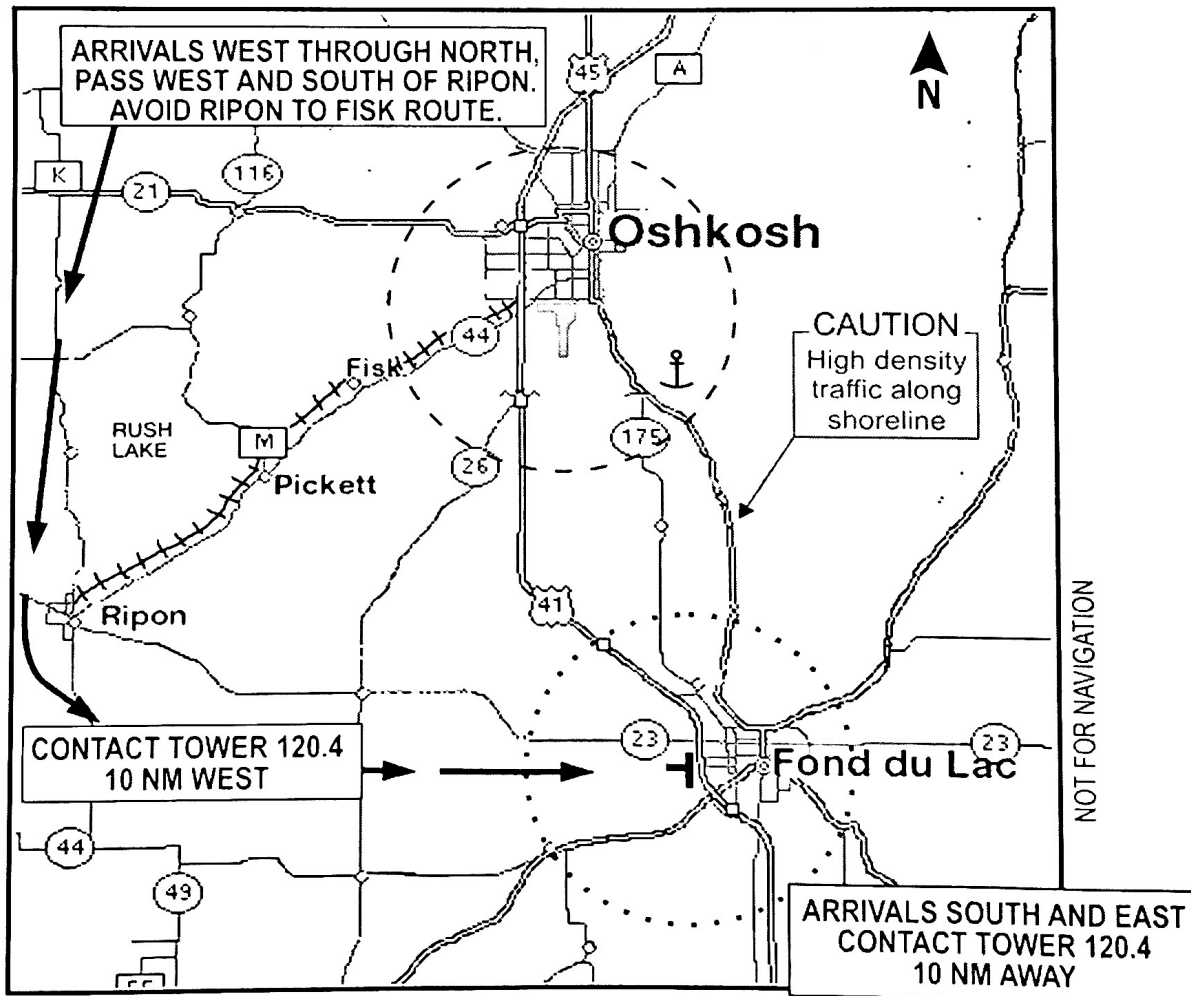 ARRIVALS WEST THROUGH NORTH,
PASS WEST AND SOUTH OF RIPON.
AVOID RIPON TO FISK ROUTE.
45
A
N
K
21
116
Oshkosh
44
Fisk
CAUTION
High density
traffic along
shoreline
RUSH
LAKE
M
Pickett
26
175
41
Ripon
NOT FOR NAVIGATION
CONTACT TOWER 120.4
10 NM WEST
23
23
Fond du Lac
44
49
ARRIVALS SOUTH AND EAST
CONTACT TOWER 120.4
10 NM AWAY